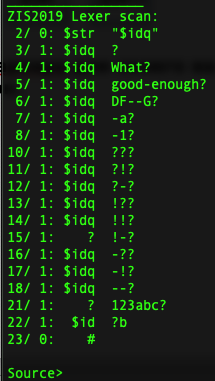 ZIS2019 Lexer scan:
2/ 0: $str "$idq"
3/ 1: $idq ?
4/ 1: $idq What?
5/ 1: $idq good-enough?
6/ 1: $idq DF--G?
7/ 1: $idq -a?
8/ 1: $idq -1?
10/ 1: $idq ???
11/ 1: $idq ?!?
12/ 1: $idq ?-?
13/ 1: $idq !??
14/ 1: $idq !!?
15/ 1: ? !-?
16/ 1: $idq -??
17/ 1: $idq -!?
18/ 1: $idq --?
21/ 1: ? 123abc?
22/ 1: $id ?b
23/ 0: #
Source>